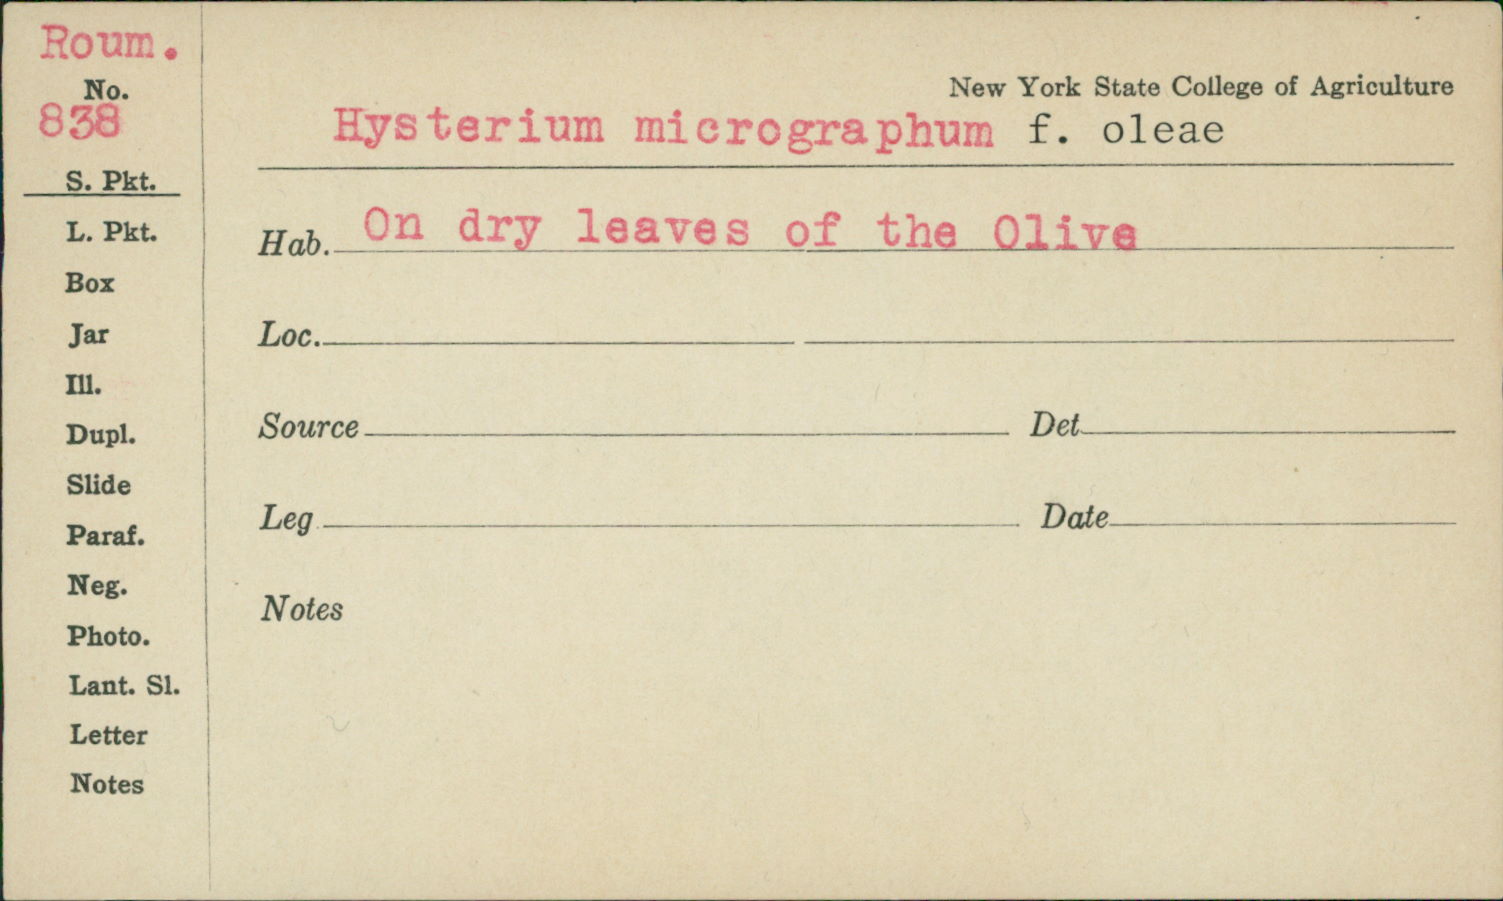 Roum.
No.
838
S. Pkt.
L. Pkt.
Box
Jar
Ill.
Dupl.
Slide
Paraf.
Neg.
Photo.
Lant. Sl.
Letter
Notes
New York State College of Agriculture
Hysterium micrographum f. oleae
Hab. On dry leaves of the Olive
Loc.
Source Det.
Leg. Date
Notes